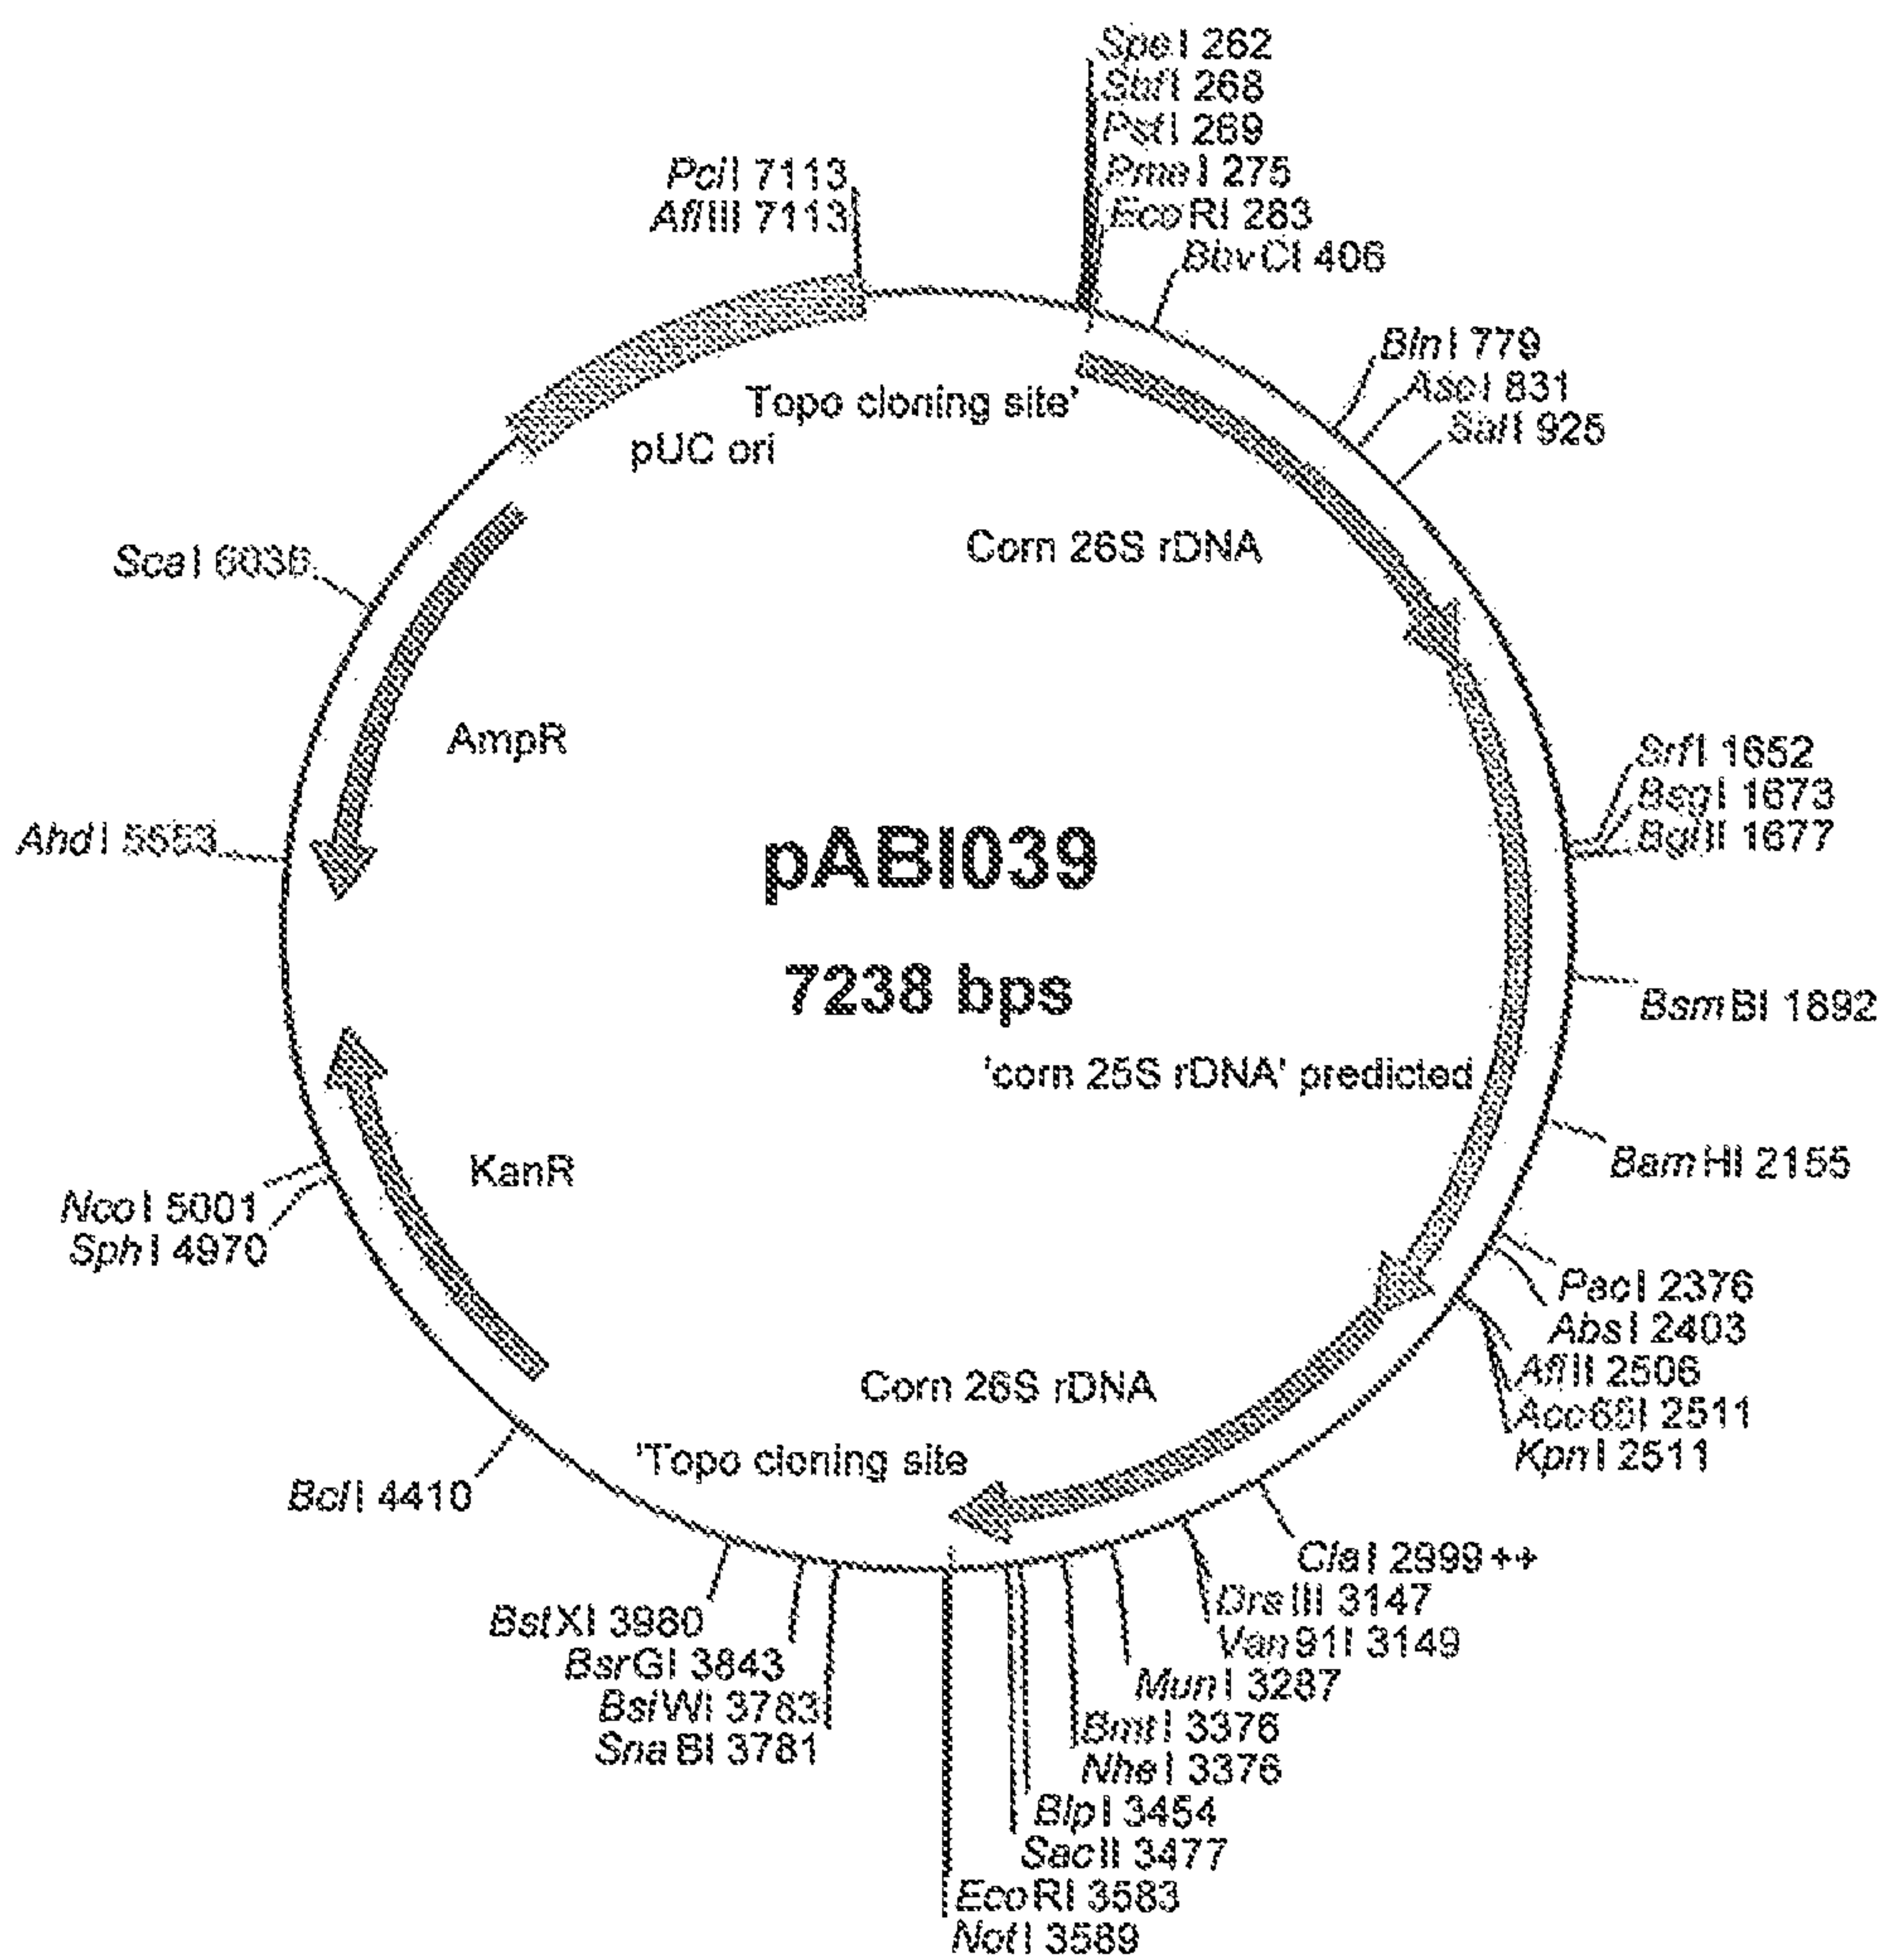 SpeI 262
SbfI 268
PstI 269
PmeI 275
EcoRI 283
BbvCI 406
PciI 7113
AflIII 7113
BlnI 779
AscI 831
SalI 925
Topo cloning site'
pUC ori
Corn 26S rDNA
ScaI
AmpR
SrfI 1652
BsgI 1673
BglII 1677
AhdI
pABI039
7238 bps
BsmBI 1892
'corn 25S rDNA' predicted
BamHI 2155
KanR
NcoI 5001
SphI 4970
PacI 2376
AbsI 2403
AflII 2506
Acc65I 2511
KpnI 2511
Corn 26S rDNA
'Topo cloning site
BclI 4410
ClaI 2999++
DraIII 3147
Van91I 3149
MunI 3287
BmtI 3376
NheI 3376
BlpI 3454
SacII 3477
EcoRI 3583
NotI 3589
BstXI 3960
BsrGI 3843
BsiWI 3783
SnaBI 3781